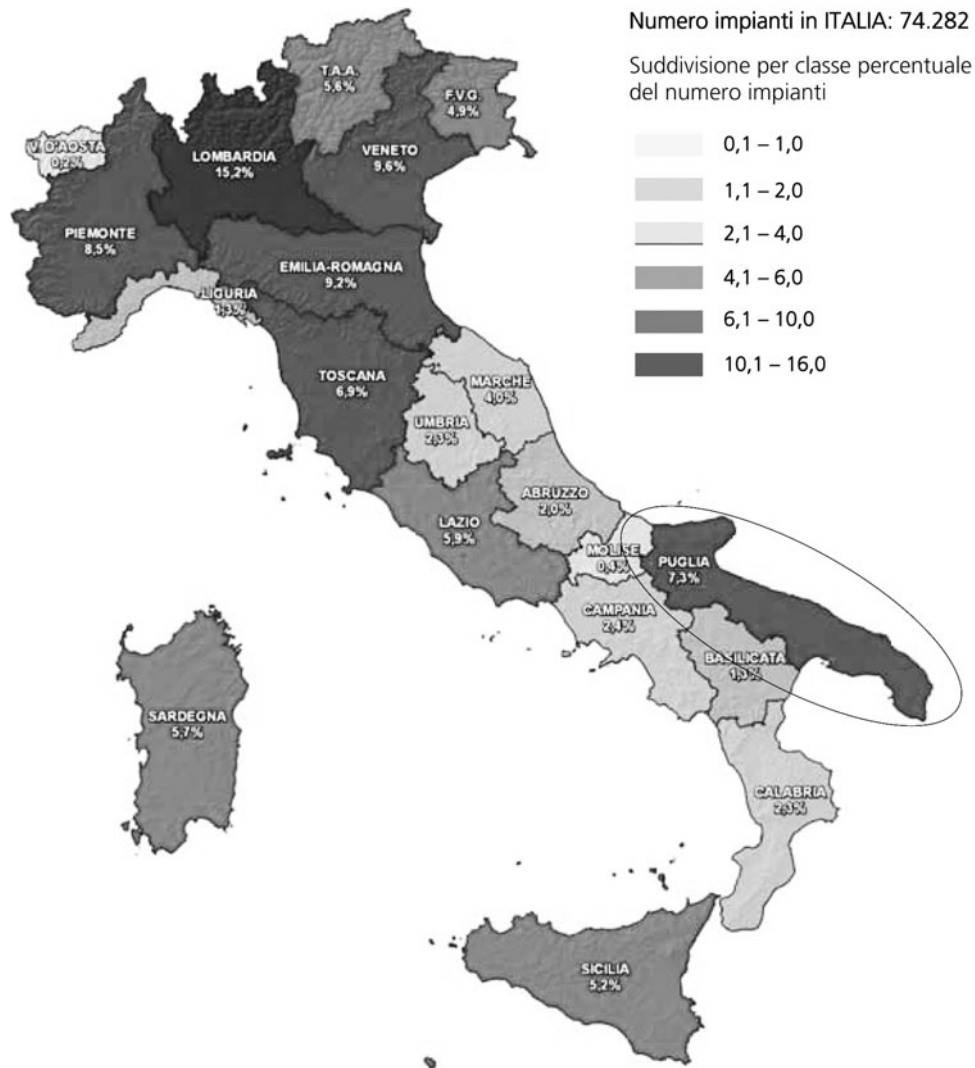 Numero impianti in ITALIA: 74.282
Suddivisione per classe percentuale
del numero impianti
0,1 – 1,0
1,1 – 2,0
2,1 – 4,0
4,1 – 6,0
6,1 – 10,0
10,1 – 16,0
T.A.A.
5,6%
F.V.G.
4,9%
V. D'AOSTA
0,2%
LOMBARDIA
15,2%
VENETO
9,6%
PIEMONTE
8,5%
EMILIA-ROMAGNA
9,2%
LIGURIA
1,3%
TOSCANA
6,9%
MARCHE
4,0%
UMBRIA
2,3%
ABRUZZO
2,0%
LAZIO
5,9%
MOLISE
0,4%
PUGLIA
7,3%
CAMPANIA
2,4%
BASILICATA
1,3%
SARDEGNA
5,7%
CALABRIA
2,3%
SICILIA
5,2%